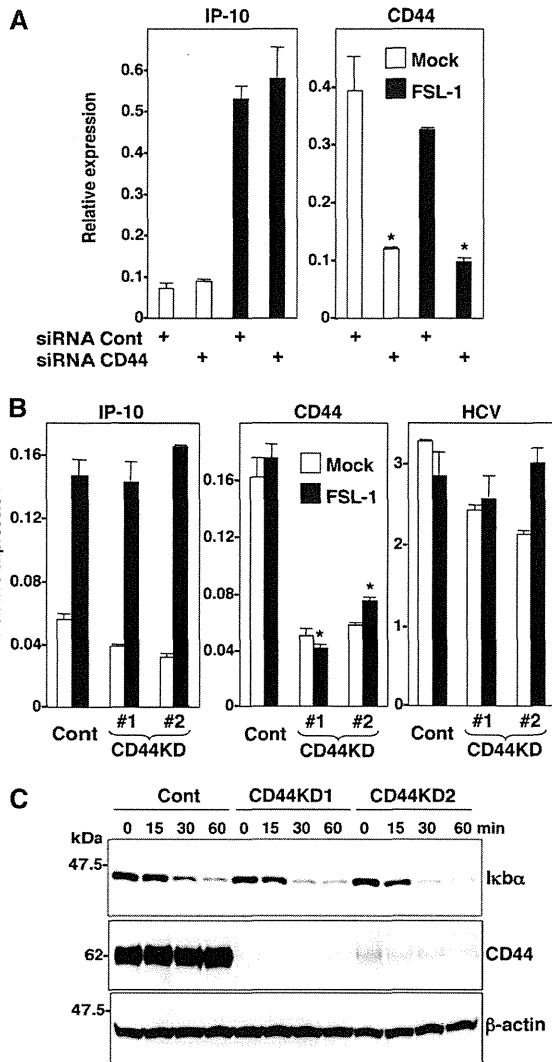 A
IP-10
CD44
Relative expression
0.6
0.5
0.4
0.3
0.2
0.1
0
0.4
0.3
0.2
0.1
0
Mock
FSL-1
*
*
siRNA Cont + + + +
siRNA CD44 + + + +
B
IP-10
CD44
HCV
0.16
0.12
0.08
0.04
0
0.16
0.12
0.08
0.04
0
3
2
1
0
Mock
FSL-1
*
*
Cont #1 #2
CD44KD
Cont #1 #2
CD44KD
Cont #1 #2
CD44KD
C
Cont CD44KD1 CD44KD2
kDa 0 15 30 60 0 15 30 60 0 15 30 60 min
47.5
Iκbα
62
CD44
47.5
β-actin